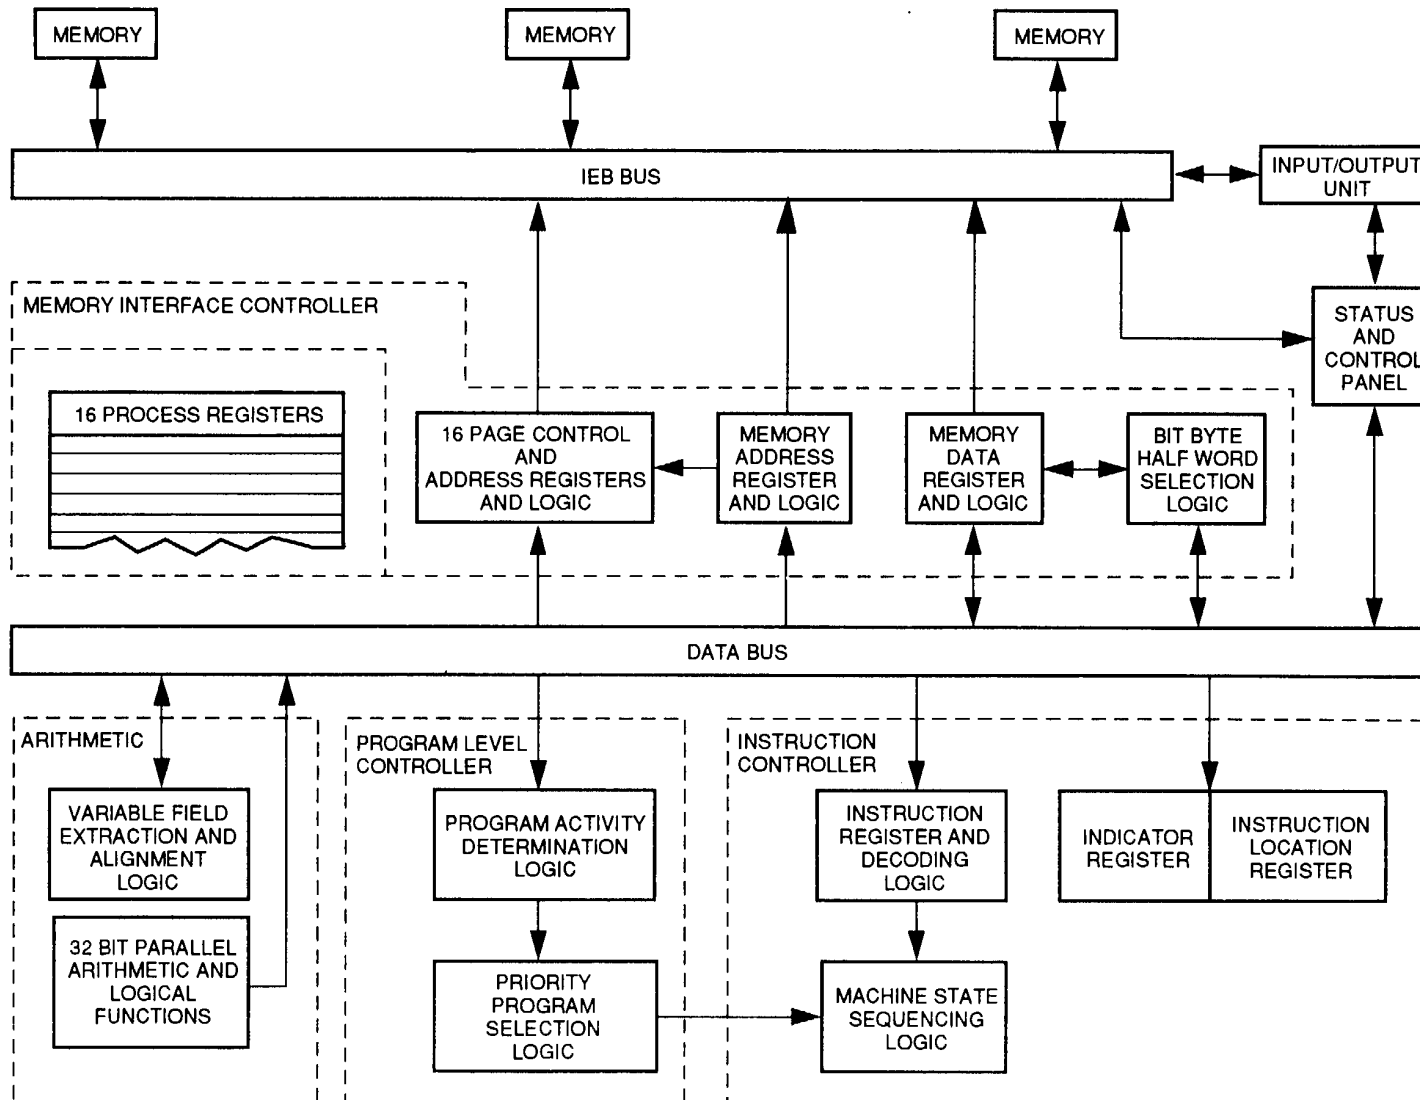 MEMORY
MEMORY
MEMORY
IEB BUS
INPUT/OUTPUT
UNIT
MEMORY INTERFACE CONTROLLER
STATUS
AND
CONTROL
PANEL
16 PROCESS REGISTERS
16 PAGE CONTROL
AND
ADDRESS REGISTERS
AND LOGIC
MEMORY
ADDRESS
REGISTER
AND LOGIC
MEMORY
DATA
REGISTER
AND LOGIC
BIT BYTE
HALF WORD
SELECTION
LOGIC
DATA BUS
ARITHMETIC
VARIABLE FIELD
EXTRACTION AND
ALIGNMENT
LOGIC
32 BIT PARALLEL
ARITHMETIC AND
LOGICAL
FUNCTIONS
PROGRAM LEVEL
CONTROLLER
PROGRAM ACTIVITY
DETERMINATION
LOGIC
PRIORITY
PROGRAM
SELECTION
LOGIC
INSTRUCTION
CONTROLLER
INSTRUCTION
REGISTER AND
DECODING
LOGIC
MACHINE STATE
SEQUENCING
LOGIC
INDICATOR
REGISTER
INSTRUCTION
LOCATION
REGISTER